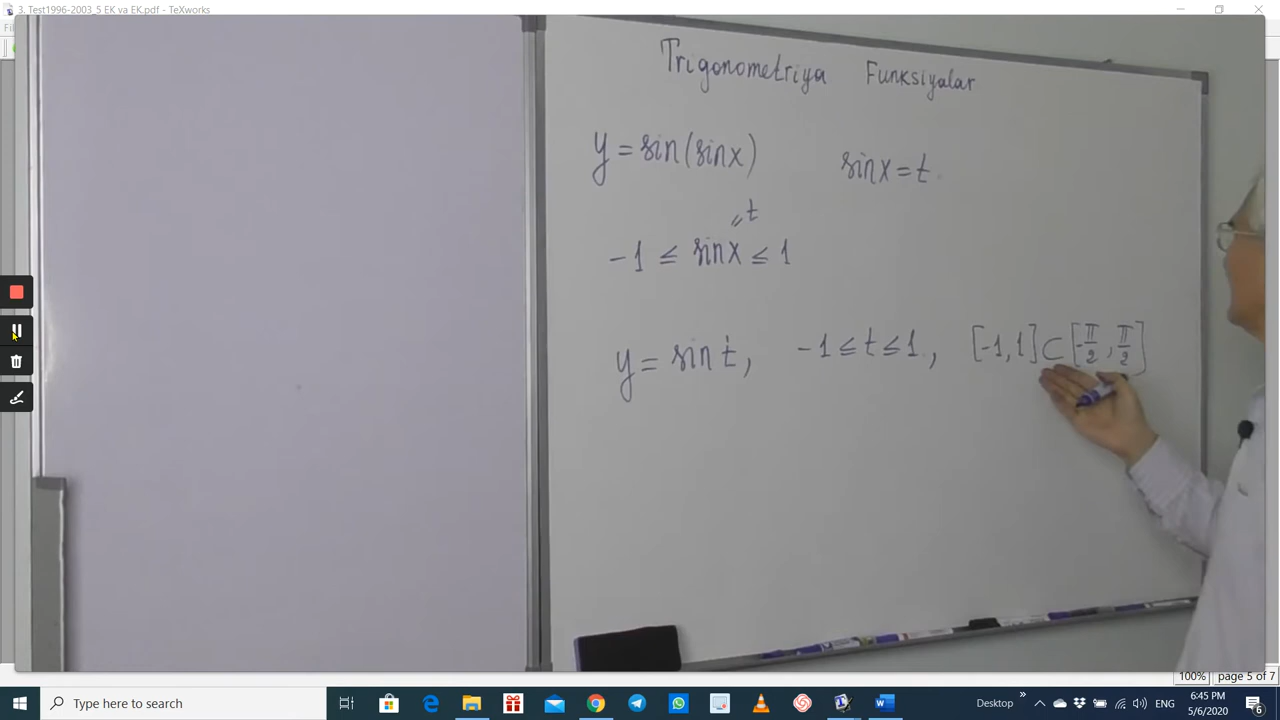 3. Test1996-2003_5 EK va EK.pdf - TeXworks
Trigonometriya Funksiyalar
y = sin(sinx) sinx = t
= t
-1 ≤ sinx ≤ 1
y = sin t, -1 ≤ t ≤ 1, [-1, 1] ⊂ [-π/2, π/2]
100% page 5 of 7
Type here to search
Desktop
6:45 PM
5/6/2020
6